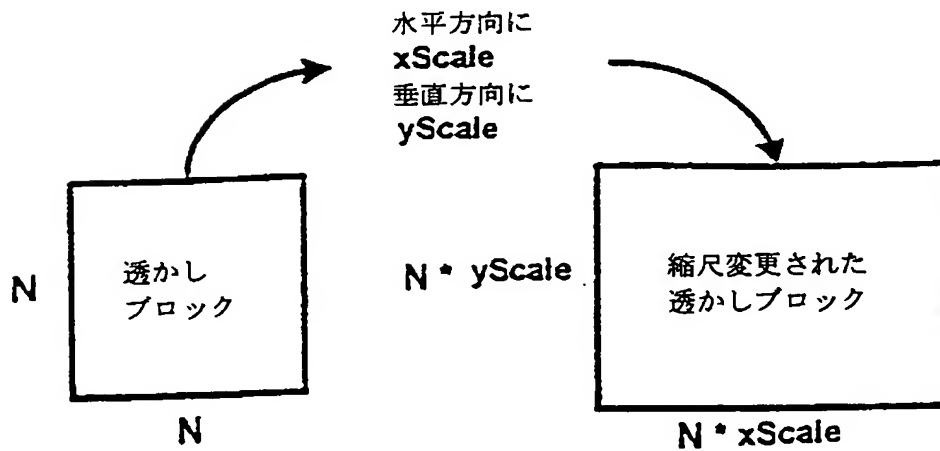 水平方向に
xScale
垂直方向に
yScale
N
透かし
ブロック
N
N * yScale
縮尺変更された
透かしブロック
N * xScale